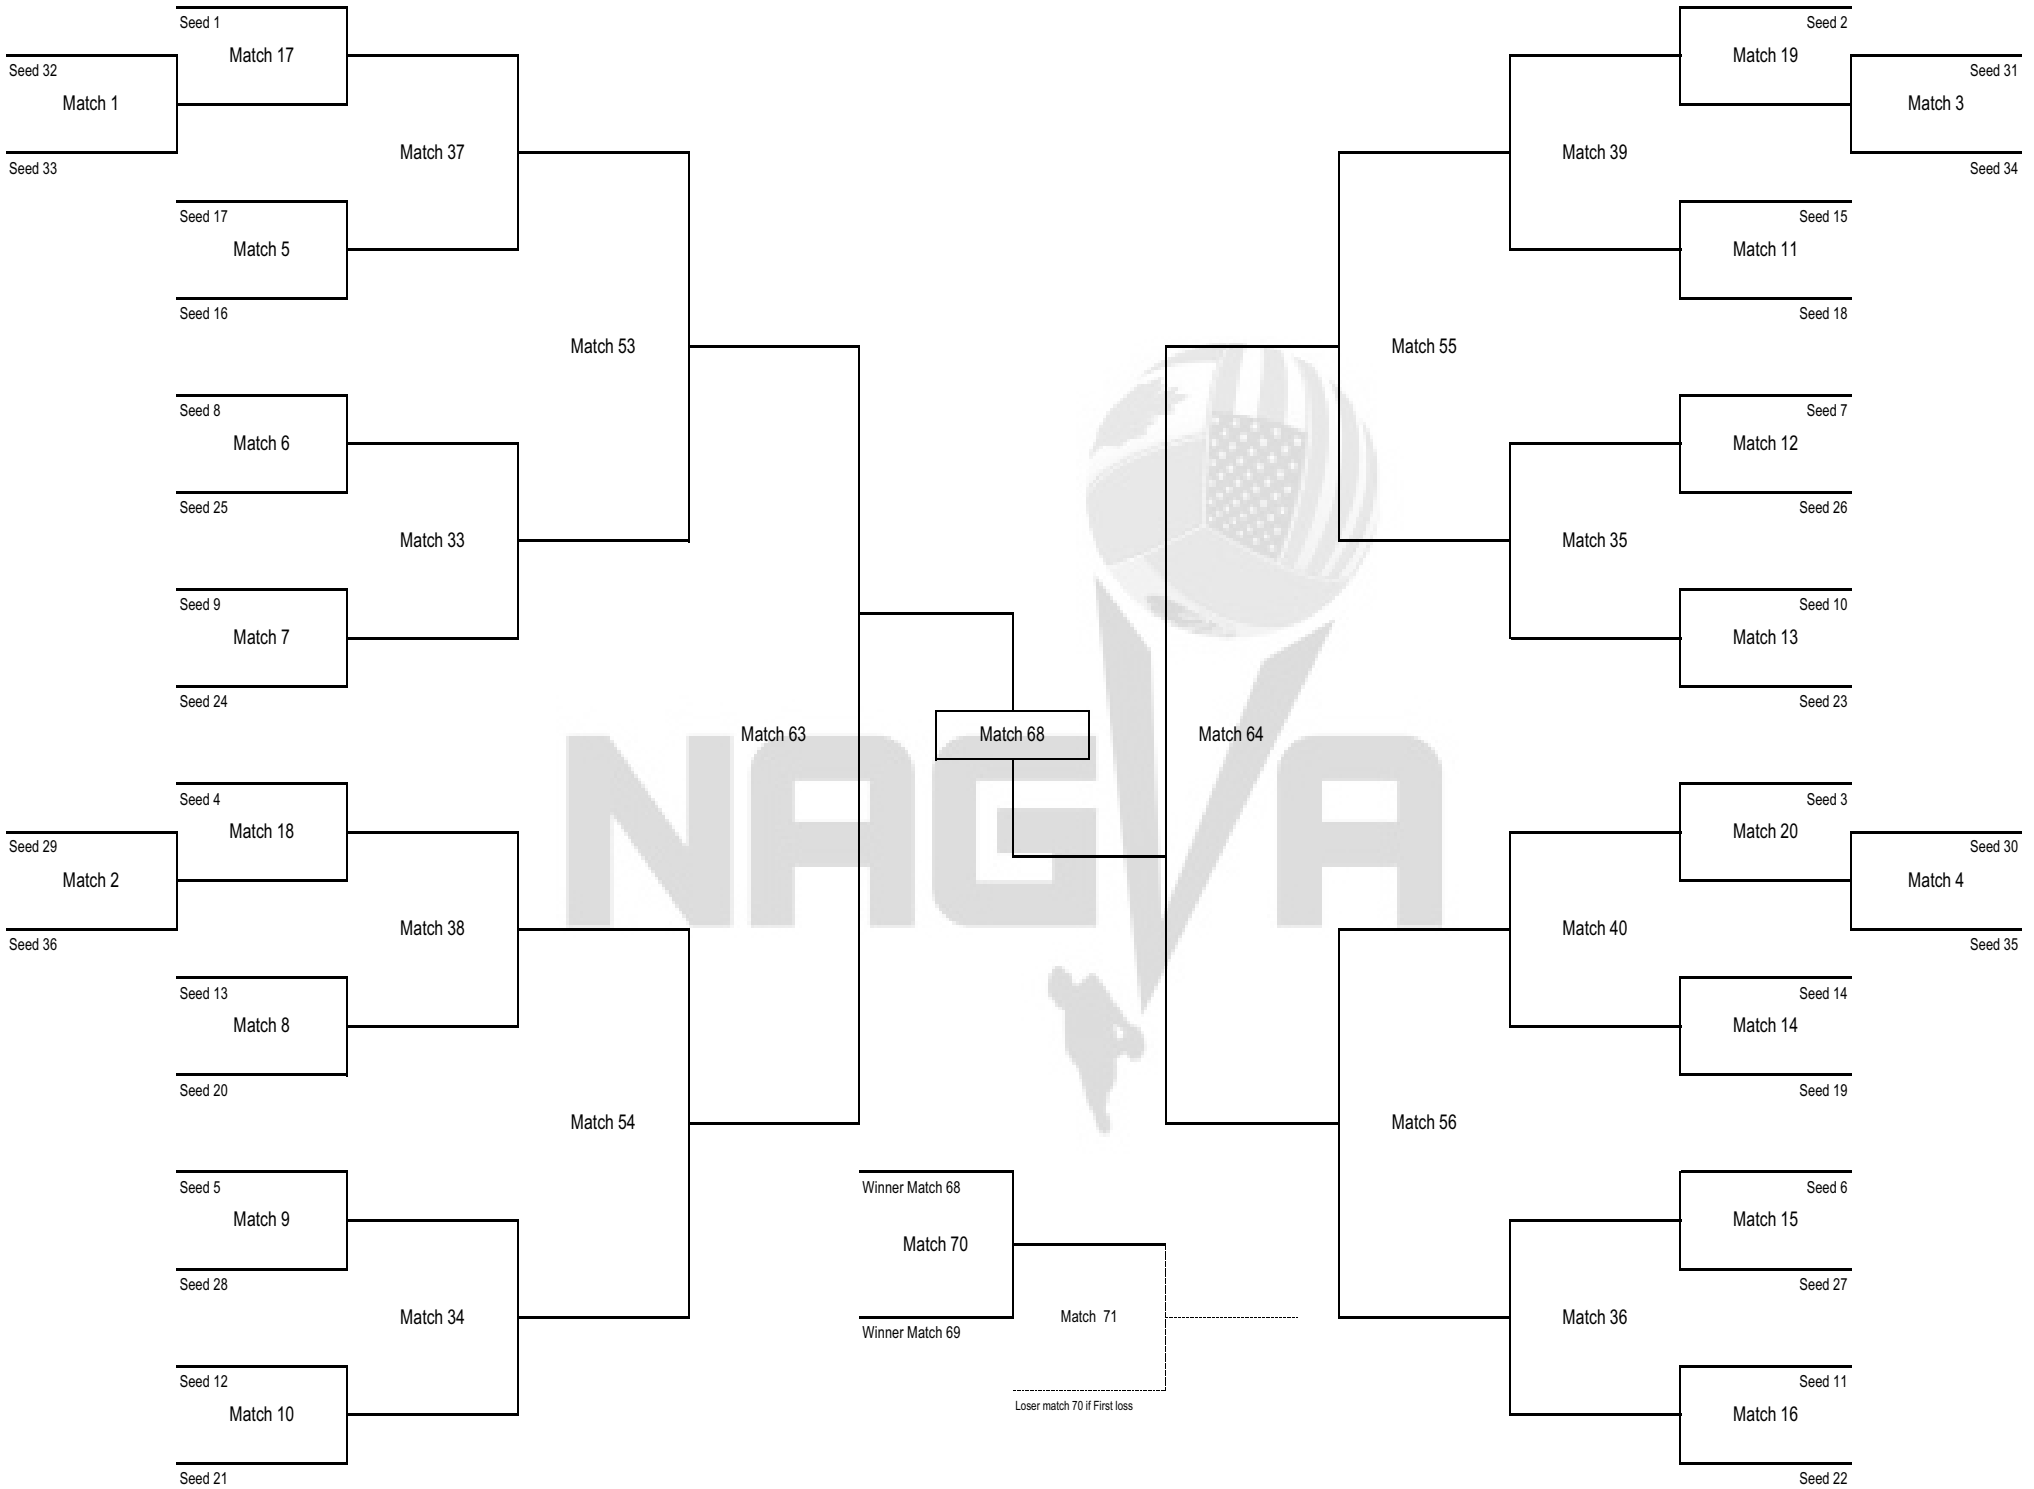 Seed 1
Seed 2
Match 17
Match 19
Seed 32
Seed 31
Match 1
Match 3
Match 37
Match 39
Seed 33
Seed 34
Seed 17
Seed 15
Match 5
Match 11
Seed 16
Seed 18
Match 53
Match 55
Seed 8
Seed 7
Match 6
Match 12
Seed 25
Seed 26
Match 33
Match 35
Seed 9
Seed 10
Match 7
Match 13
Seed 24
Seed 23
Match 63
Match 68
Match 64
Seed 4
Seed 3
Match 18
Match 20
Seed 29
Seed 30
NAGVA
Match 2
Match 4
Match 38
Match 40
Seed 36
Seed 35
Seed 13
Seed 14
Match 8
Match 14
Seed 20
Seed 19
Match 54
Match 56
Seed 5
Winner Match 68
Seed 6
Match 9
Match 15
Match 70
Seed 28
Seed 27
Match 34
Match 71
Match 36
Winner Match 69
Seed 12
Seed 11
Loser match 70 if First loss
Match 10
Match 16
Seed 21
Seed 22